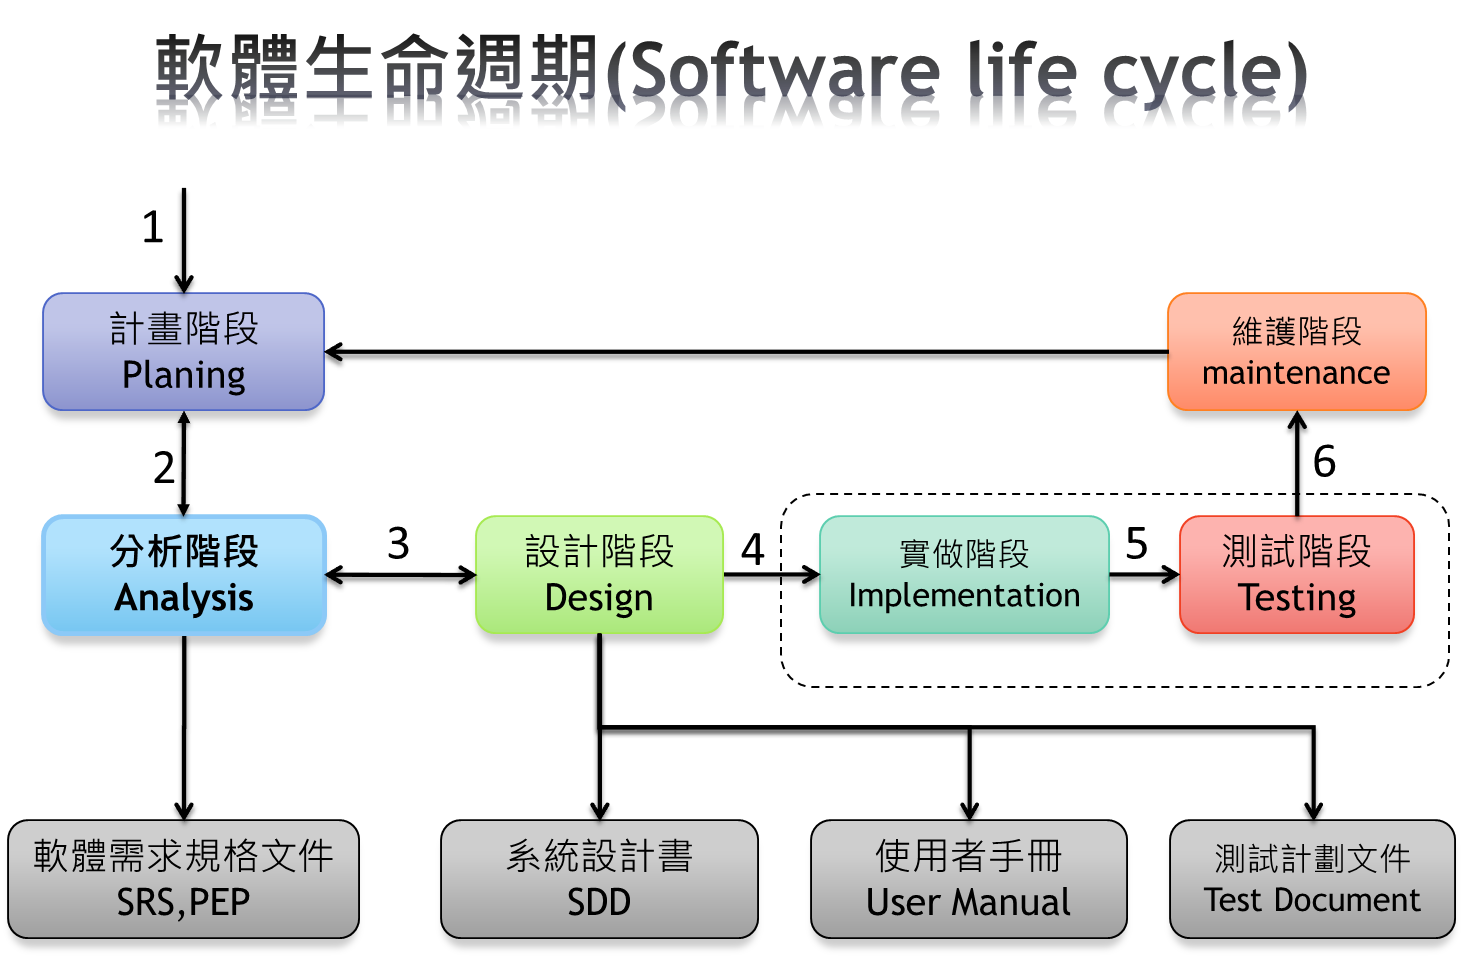 軟體生命週期(Software life cycle)
1
計畫階段
Planing
維護階段
maintenance
2
6
分析階段
Analysis
3
設計階段
Design
4
實做階段
Implementation
5
測試階段
Testing
軟體需求規格文件
SRS,PEP
系統設計書
SDD
使用者手冊
User Manual
測試計劃文件
Test Document